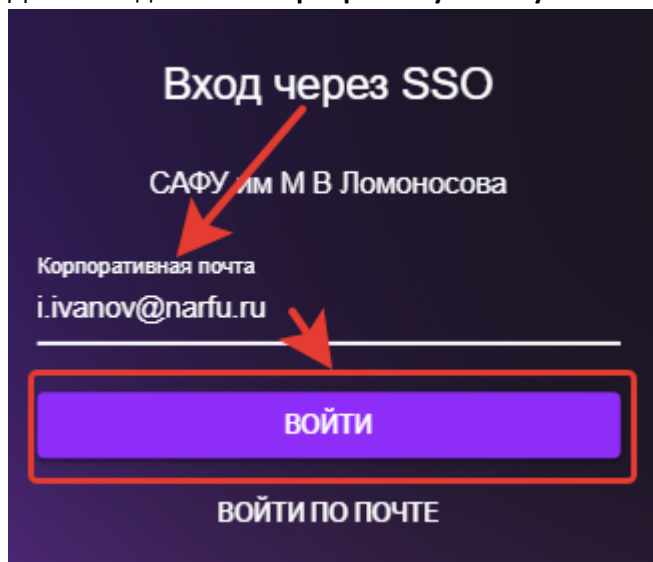 Вход через SSO
САФУ им М В Ломоносова
Корпоративная почта
i.ivanov@narfu.ru
ВОЙТИ
ВОЙТИ ПО ПОЧТЕ